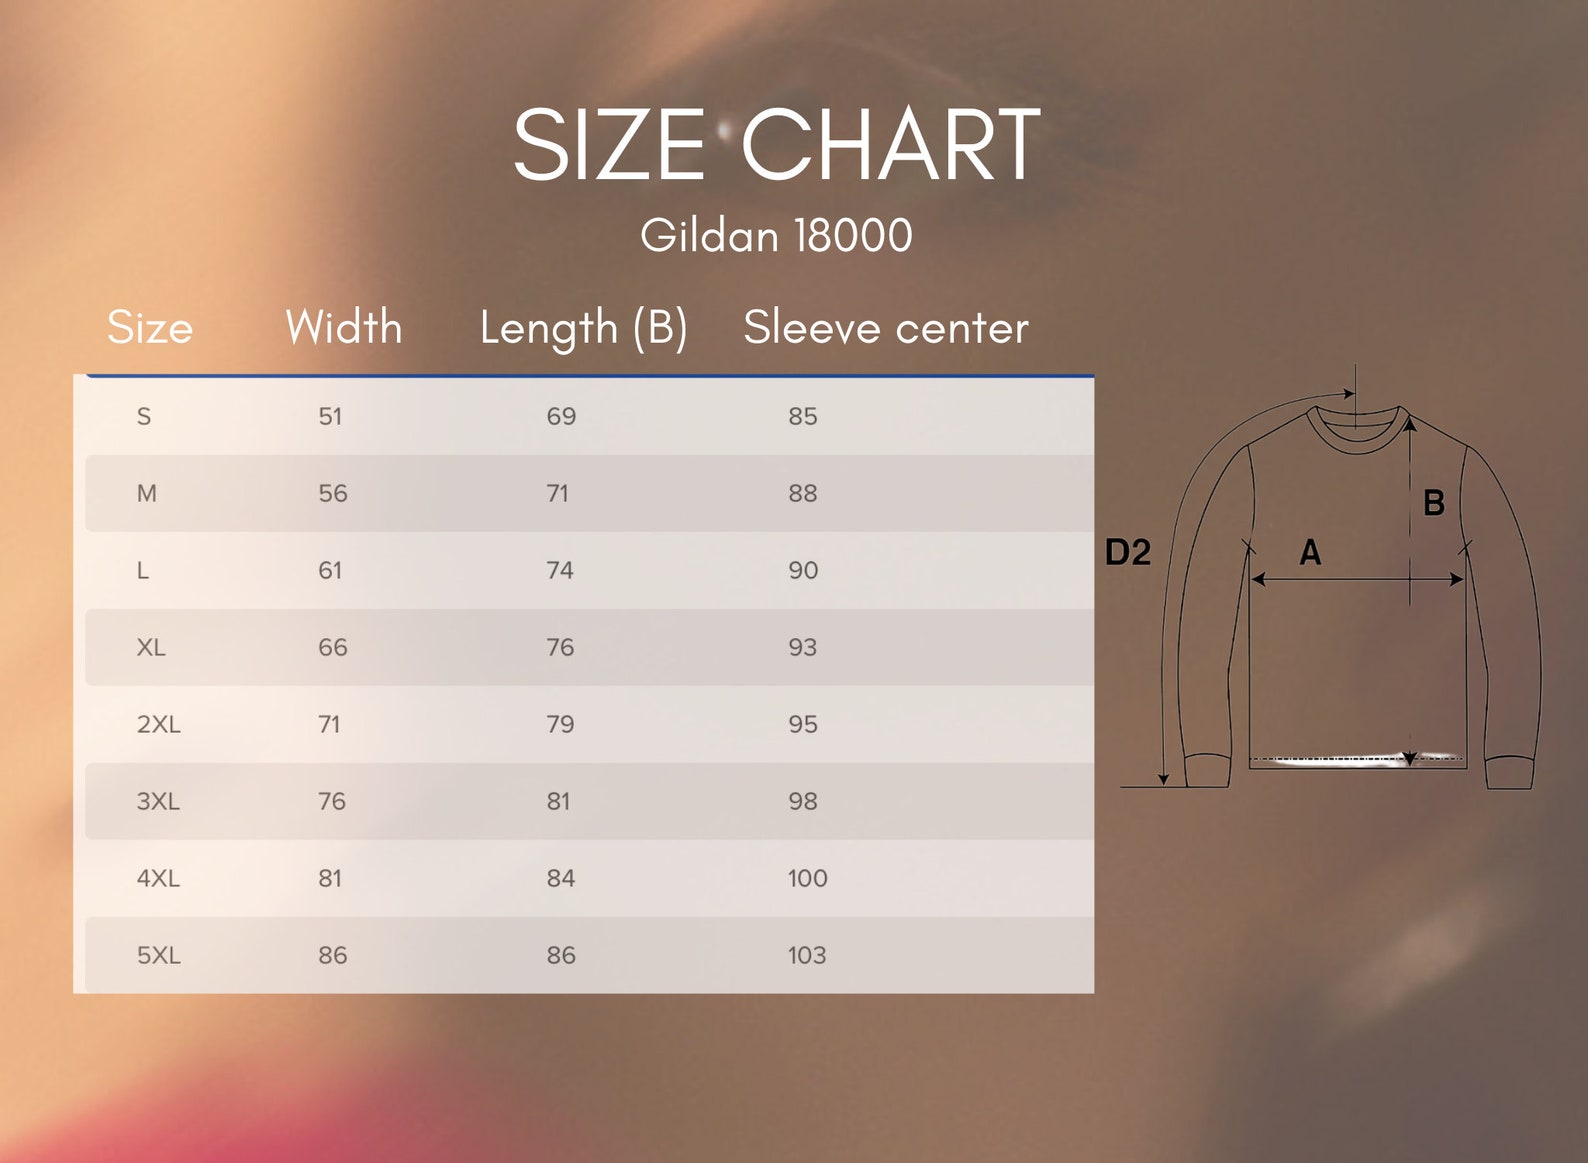 SIZE CHART
Gildan 18000
Size Width Length (B) Sleeve center
S 51 69 85
M 56 71 88
L 61 74 90
XL 66 76 93
2XL 71 79 95
3XL 76 81 98
4XL 81 84 100
5XL 86 86 103
B
D2 A